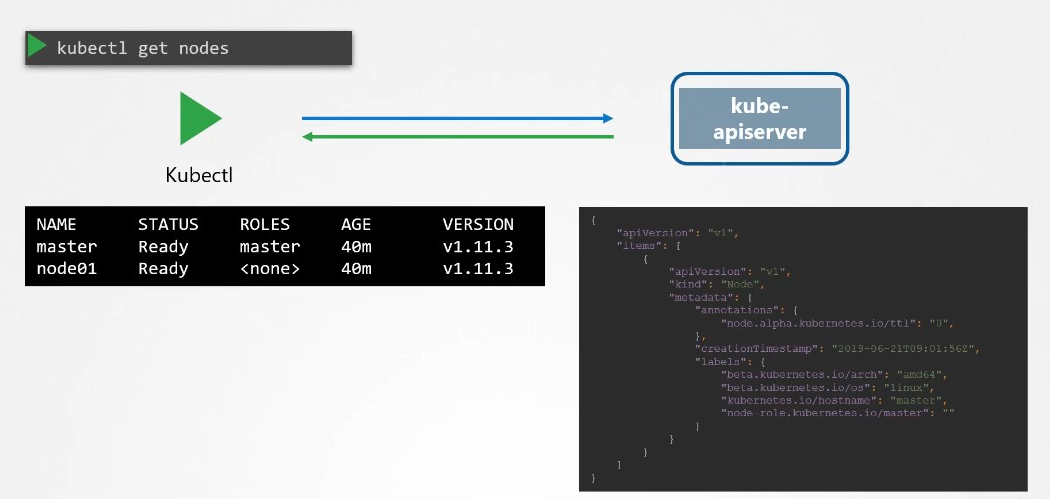 kubectl get nodes
kube-
apiserver
Kubectl
NAME STATUS ROLES AGE VERSION
master Ready master 40m v1.11.3
node01 Ready <none> 40m v1.11.3
{
"apiVersion": "v1",
"items": [
{
"apiVersion": "v1",
"kind": "Node",
"metadata": {
"annotations": {
"node.alpha.kubernetes.io/ttl": "0",
},
"creationTimestamp": "2019-06-21T09:01:56Z",
"labels": {
"beta.kubernetes.io/arch": "amd64",
"beta.kubernetes.io/os": "linux",
"kubernetes.io/hostname": "master",
"node-role.kubernetes.io/master": ""
}
}
}
]
}